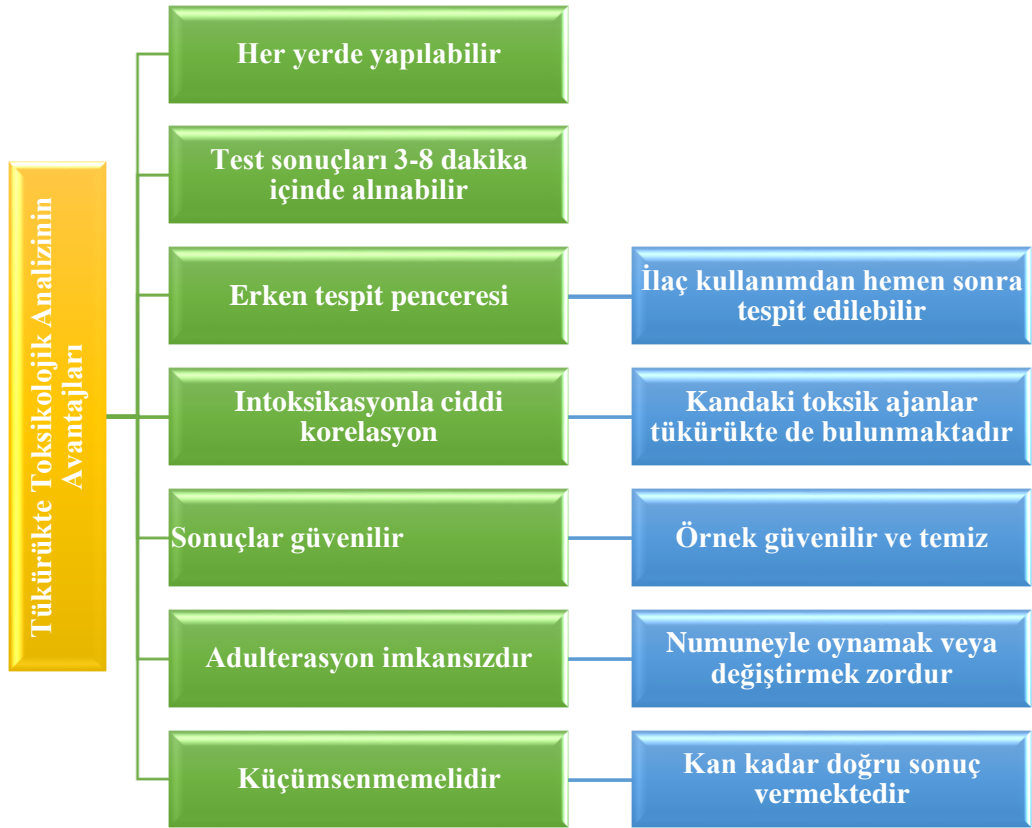 Tükürükte Toksikolojik Analizinin
Avantajları
Her yerde yapılabilir
Test sonuçları 3-8 dakika
içinde alınabilir
Erken tespit penceresi
İlaç kullanımdan hemen sonra
tespit edilebilir
Intoksikasyonla ciddi
korelasyon
Kandaki toksik ajanlar
tükürükte de bulunmaktadır
Sonuçlar güvenilir
Örnek güvenilir ve temiz
Adulterasyon imkansızdır
Numuneyle oynamak veya
değiştirmek zordur
Küçümsenmemelidir
Kan kadar doğru sonuç
vermektedir